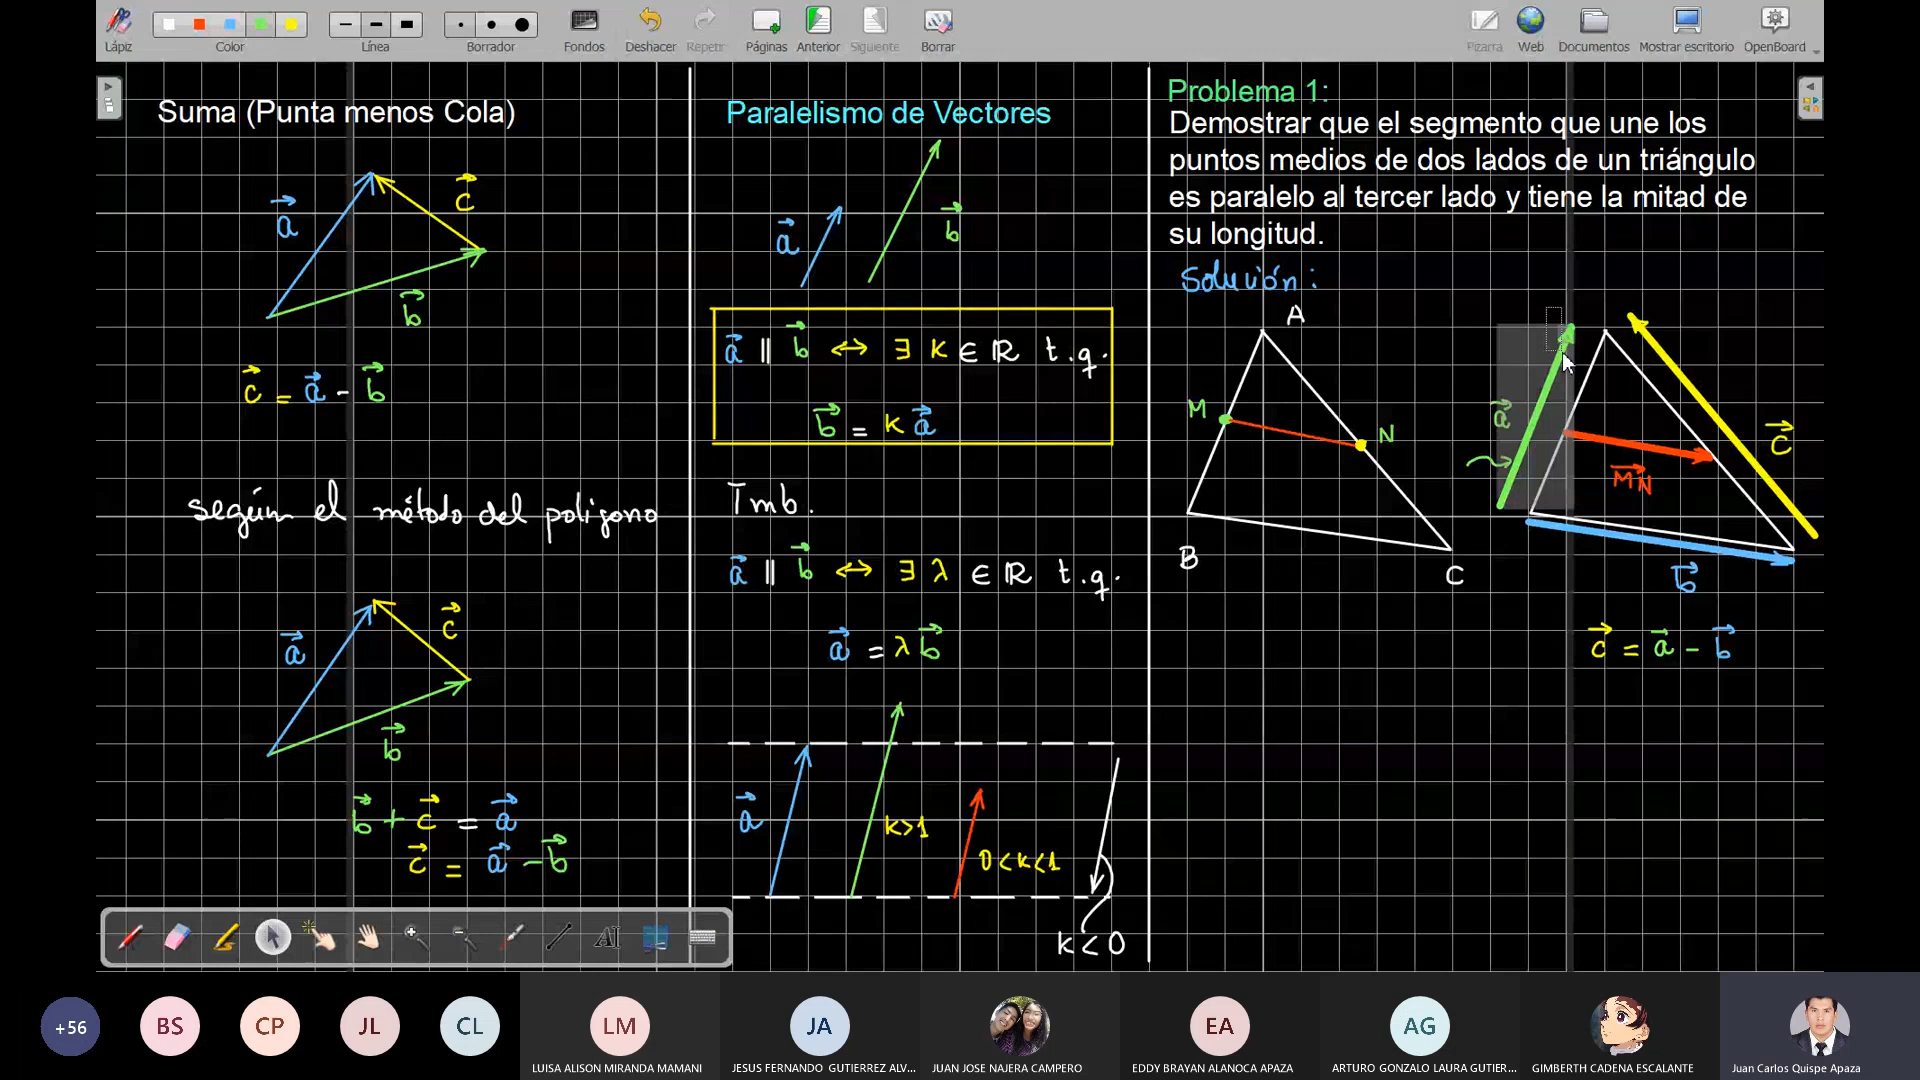 Lápiz
Color
Línea
Borrador
Fondos
Deshacer
Repetir
Páginas
Anterior
Siguiente
Borrar
Pizarra
Web
Documentos
Mostrar escritorio
OpenBoard
Suma (Punta menos Cola)
a
c
b
c = a - b
según el método del polígono
a
c
b
b + c = a
c = a - b
Paralelismo de Vectores
a
b
a || b ⇔ ∃ K ∈ ℝ t.q.
b = K a
Tmb.
a || b ⇔ ∃ λ ∈ ℝ t.q.
a = λ b
a
K>1
0<K<1
K<0
Problema 1:
Demostrar que el segmento que une los
puntos medios de dos lados de un triángulo
es paralelo al tercer lado y tiene la mitad de
su longitud.
Solución:
A
M
N
B
C
a
MN
c
b
c = a - b
AI
+56
BS
CP
JL
CL
LM
LUISA ALISON MIRANDA MAMANI
JA
JESUS FERNANDO GUTIERREZ ALV...
JUAN JOSE NAJERA CAMPERO
EA
EDDY BRAYAN ALANOCA APAZA
AG
ARTURO GONZALO LAURA GUTIER...
GIMBERTH CADENA ESCALANTE
Juan Carlos Quispe Apaza